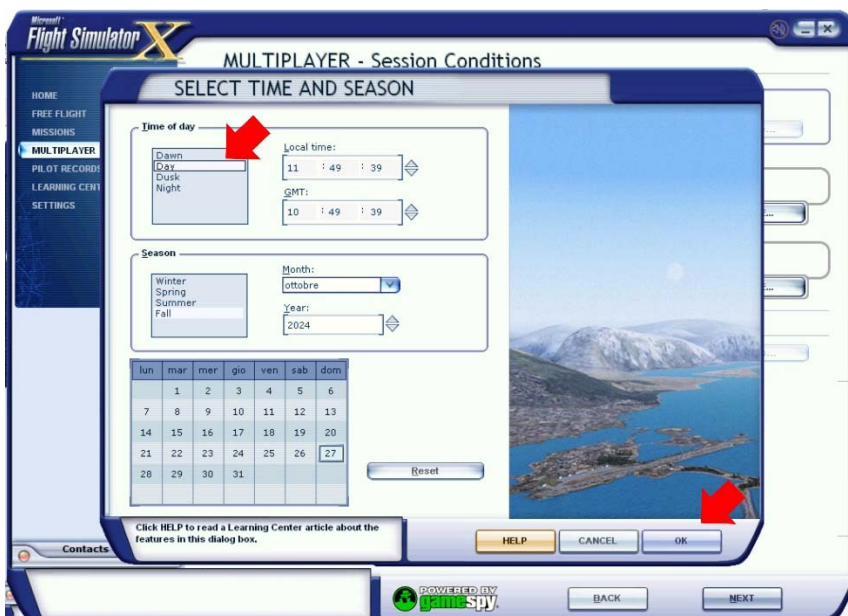 Microsoft
Flight Simulator X
MULTIPLAYER - Session Conditions
SELECT TIME AND SEASON
HOME
FREE FLIGHT
MISSIONS
MULTIPLAYER
PILOT RECORDS
LEARNING CENT
SETTINGS
Time of day
Dawn
Day
Dusk
Night
Local time:
11 : 49 : 39
GMT:
10 : 49 : 39
Season
Winter
Spring
Summer
Fall
Month:
ottobre
Year:
2024
lun mar mer gio ven sab dom
1 2 3 4 5 6
7 8 9 10 11 12 13
14 15 16 17 18 19 20
21 22 23 24 25 26 27
28 29 30 31
Reset
Click HELP to read a Learning Center article about the
features in this dialog box.
HELP CANCEL OK
Contacts
POWERED BY
gamespy.
BACK NEXT